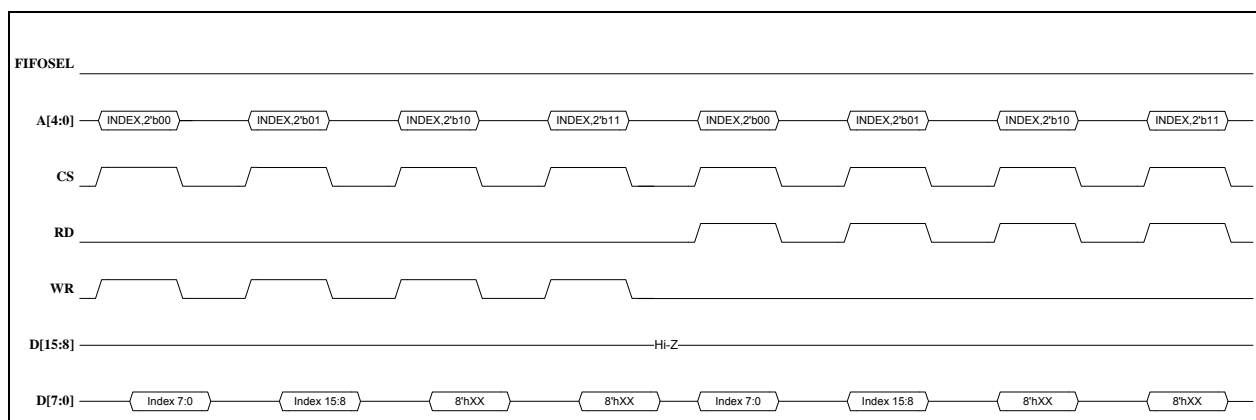 FIFOSEL
A[4:0] INDEX,2'b00 INDEX,2'b01 INDEX,2'b10 INDEX,2'b11 INDEX,2'b00 INDEX,2'b01 INDEX,2'b10 INDEX,2'b11
CS
RD
WR
D[15:8] Hi-Z
D[7:0] Index 7:0 Index 15:8 8'hXX 8'hXX Index 7:0 Index 15:8 8'hXX 8'hXX